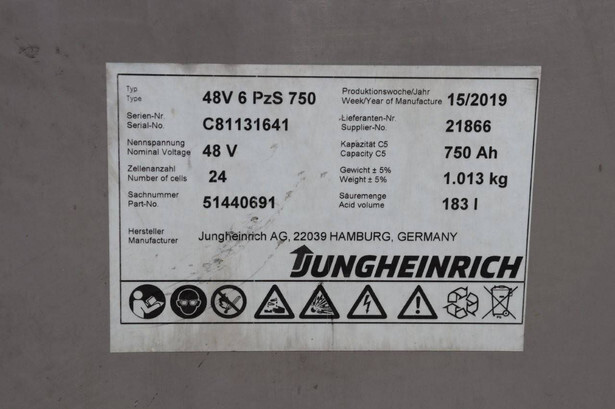 Typ
Type 48V 6 PzS 750
Produktionswoche/Jahr
Week/Year of Manufacture 15/2019
Serien-Nr.
Serial-No. C81131641
Lieferanten-Nr.
Supplier-No. 21866
Nennspannung
Nominal Voltage 48 V
Kapazität C5
Capacity C5 750 Ah
Zellenanzahl
Number of cells 24
Gewicht ± 5%
Weight ± 5% 1.013 kg
Sachnummer
Part-No. 51440691
Säuremenge
Acid volume 183 l
Hersteller
Manufacturer Jungheinrich AG, 22039 HAMBURG, GERMANY
JUNGHEINRICH